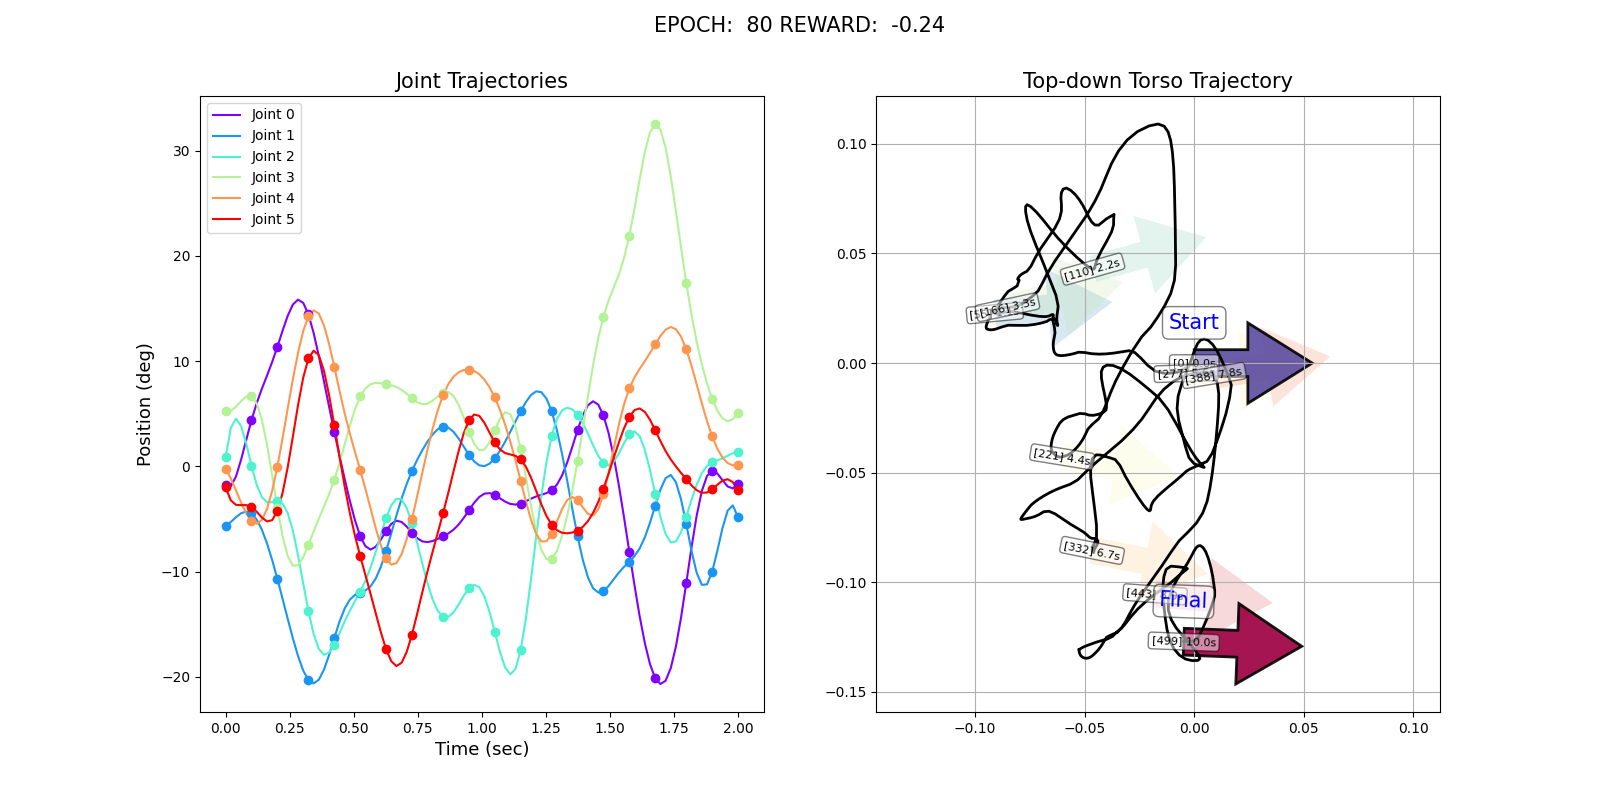 EPOCH:  80 REWARD:  -0.24
Joint Trajectories
Joint 0
Joint 1
Joint 2
Joint 3
Joint 4
Joint 5
Position (deg)
30
20
10
0
−10
−20
0.00 0.25 0.50 0.75 1.00 1.25 1.50 1.75 2.00
Time (sec)
Top-down Torso Trajectory
0.10
0.05
0.00
−0.05
−0.10
−0.15
−0.10 −0.05 0.00 0.05 0.10
[110] 2.2s
[166] 3.3s
Start
[0] 0.0s
[277]
[388] 7.8s
[221] 4.4s
[332] 6.7s
[443]
Final
[499] 10.0s